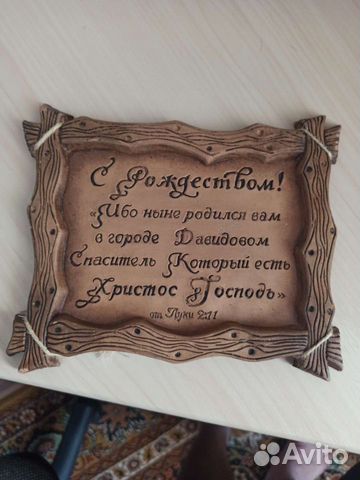 С Рождеством!
«Ибо ныне родился вам
в городе Давидовом
Спаситель Который есть
Христос Господь»
от Луки 2:11
Avito